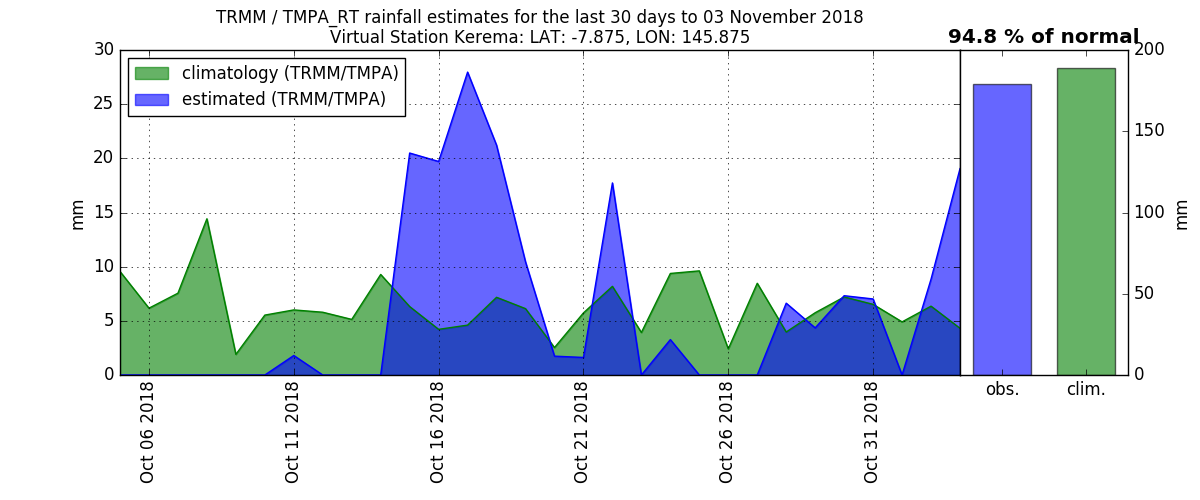 TRMM / TMPA_RT rainfall estimates for the last 30 days to 03 November 2018
Virtual Station Kerema: LAT: -7.875, LON: 145.875
94.8 % of normal
climatology (TRMM/TMPA)
estimated (TRMM/TMPA)
mm
30
25
20
15
10
5
0
Oct 06 2018
Oct 11 2018
Oct 16 2018
Oct 21 2018
Oct 26 2018
Oct 31 2018
obs.
clim.
200
150
100
50
0
mm